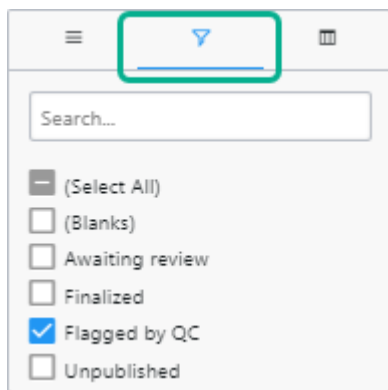 Search...
(Select All)
(Blanks)
Awaiting review
Finalized
Flagged by QC
Unpublished